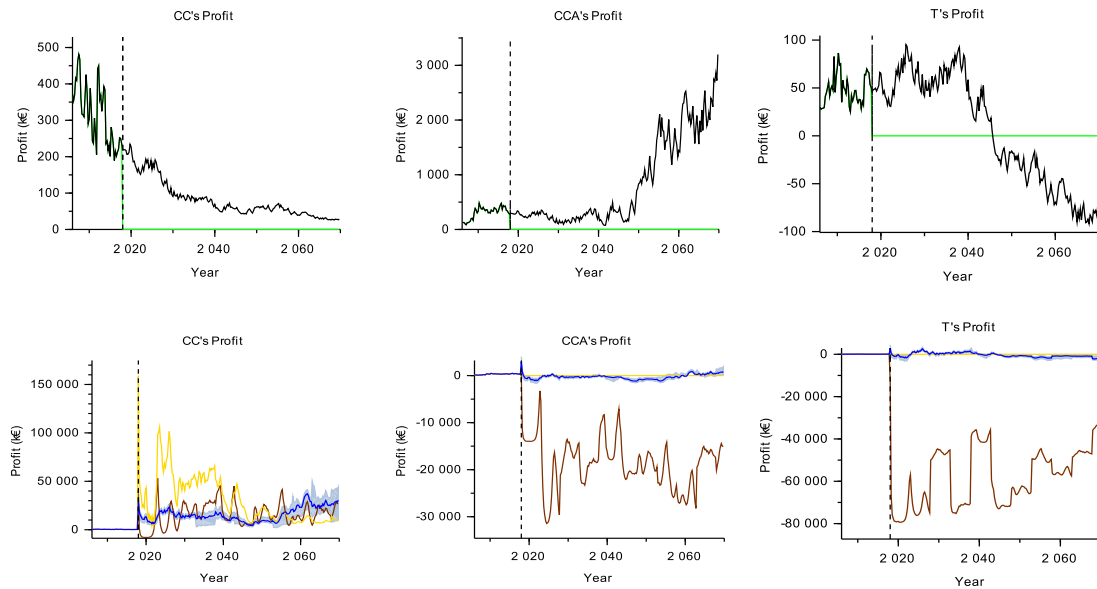 CC's Profit
500
400
300
200
100
0
Profit (k€)
2 020
2 040
2 060
Year
CCA's Profit
3 000
2 000
1 000
0
Profit (k€)
2 020
2 040
2 060
Year
T's Profit
100
50
0
-50
-100
Profit (k€)
2 020
2 040
2 060
Year
CC's Profit
150 000
100 000
50 000
0
Profit (k€)
2 020
2 040
2 060
Year
CCA's Profit
0
-10 000
-20 000
-30 000
Profit (k€)
2 020
2 040
2 060
Year
T's Profit
0
-20 000
-40 000
-60 000
-80 000
Profit (k€)
2 020
2 040
2 060
Year